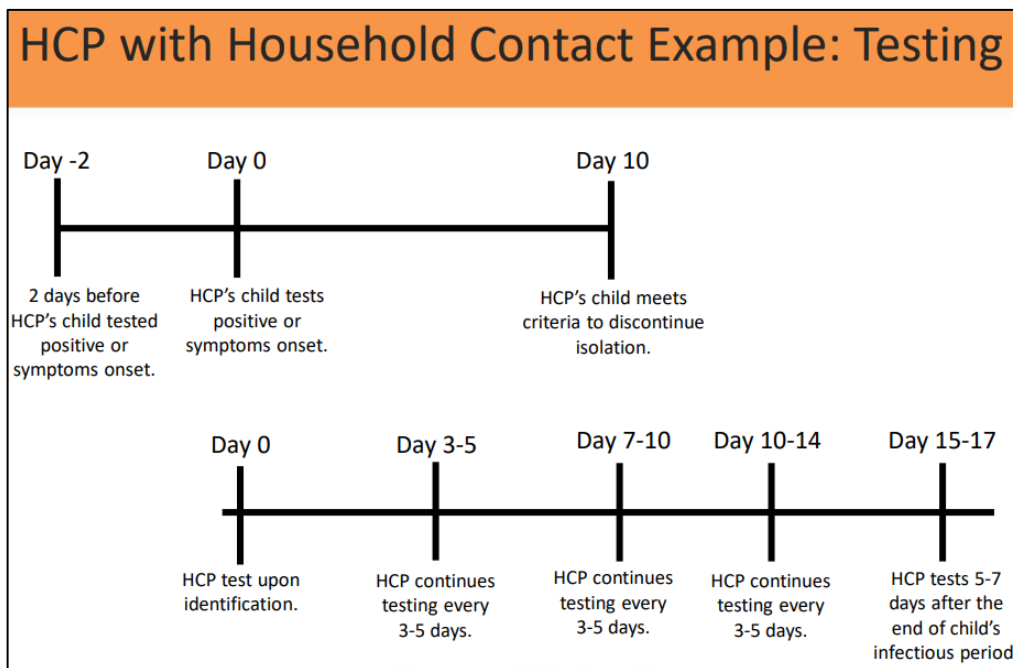 HCP with Household Contact Example: Testing
Day -2
Day 0
Day 10
2 days before
HCP's child tested
positive or
symptoms onset.
HCP's child tests
positive or
symptoms onset.
HCP's child meets
criteria to discontinue
isolation.
Day 0
Day 3-5
Day 7-10
Day 10-14
Day 15-17
HCP test upon
identification.
HCP continues
testing every
3-5 days.
HCP continues
testing every
3-5 days.
HCP continues
testing every
3-5 days.
HCP tests 5-7
days after the
end of child's
infectious period